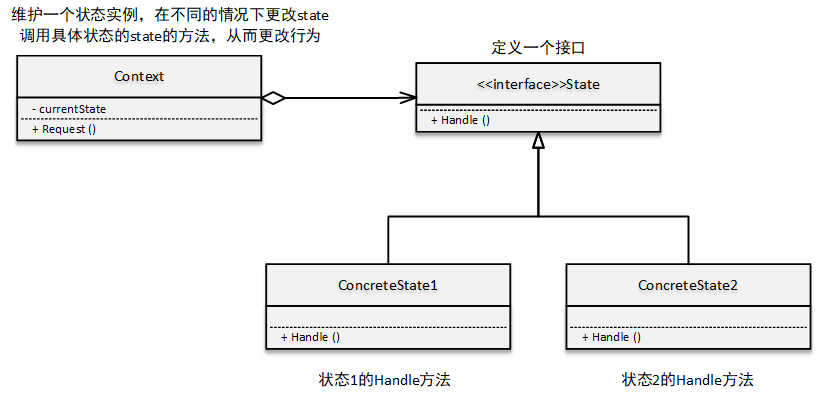 维护一个状态实例，在不同的情况下更改state
调用具体状态的state的方法，从而更改行为
定义一个接口
Context
- currentState
+ Request ()
<<interface>>State
+ Handle ()
ConcreteState1
+ Handle ()
ConcreteState2
+ Handle ()
状态1的Handle方法
状态2的Handle方法